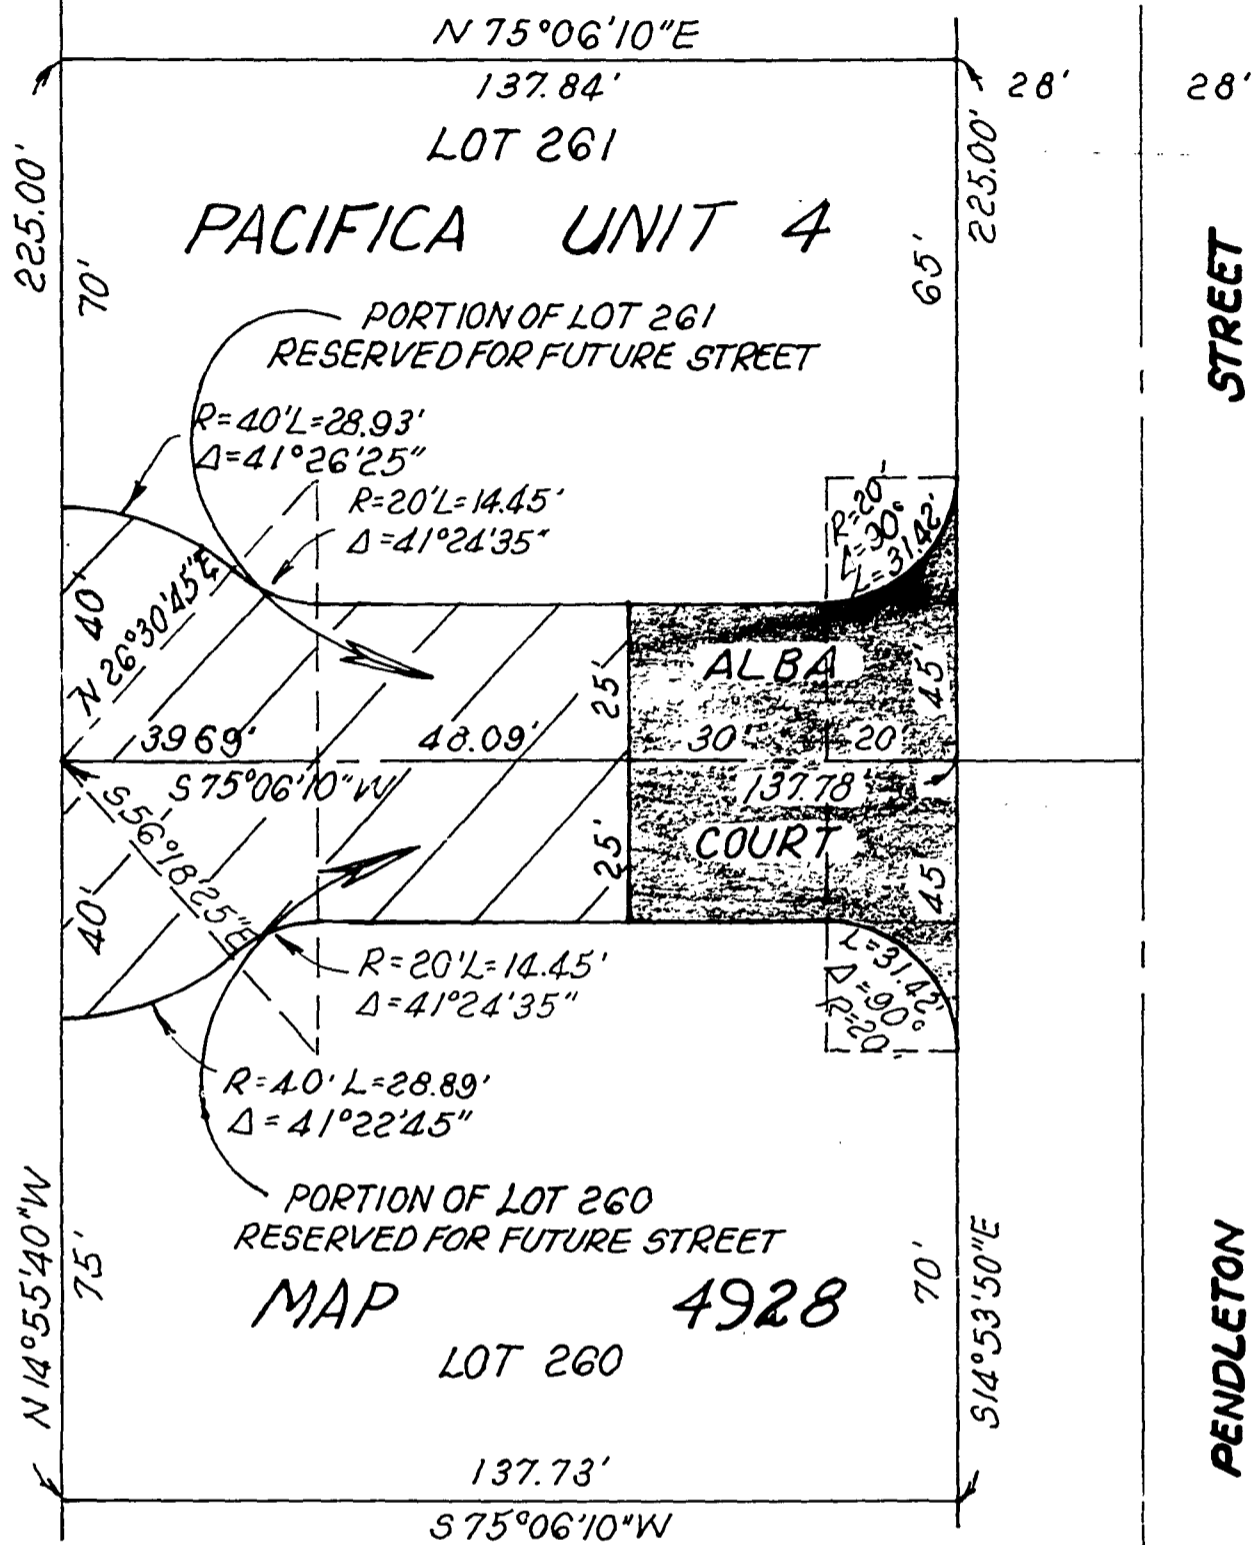 N 75°06'10"E
137.84'
28'
28'
LOT 261
225.00'
225.00'
PACIFICA UNIT 4
70'
65'
STREET
PORTION OF LOT 261
RESERVED FOR FUTURE STREET
R=40' L=28.93'
Δ=41°26'25"
R=20' L=14.45'
Δ=41°24'35"
R=20'
Δ=90°
L=31.42'
40'
N 26°30'45"E
25'
ALBA
45'
39.69'
48.09'
30'
20'
S 75°06'10"W
137.78'
S 56°18'25"E
25'
COURT
45'
40'
R=20' L=14.45'
Δ=41°24'35"
L=31.42'
Δ=90°
R=20'
R=40' L=28.89'
Δ=41°22'45"
PORTION OF LOT 260
RESERVED FOR FUTURE STREET
N 14°55'40"W
75'
70'
S14°53'50"E
PENDLETON
MAP 4928
LOT 260
137.73'
S 75°06'10"W